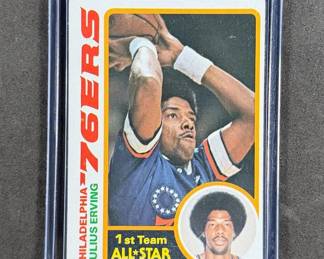 PHILADELPHIA
76ERS
JULIUS ERVING
1st Team
ALL★STAR